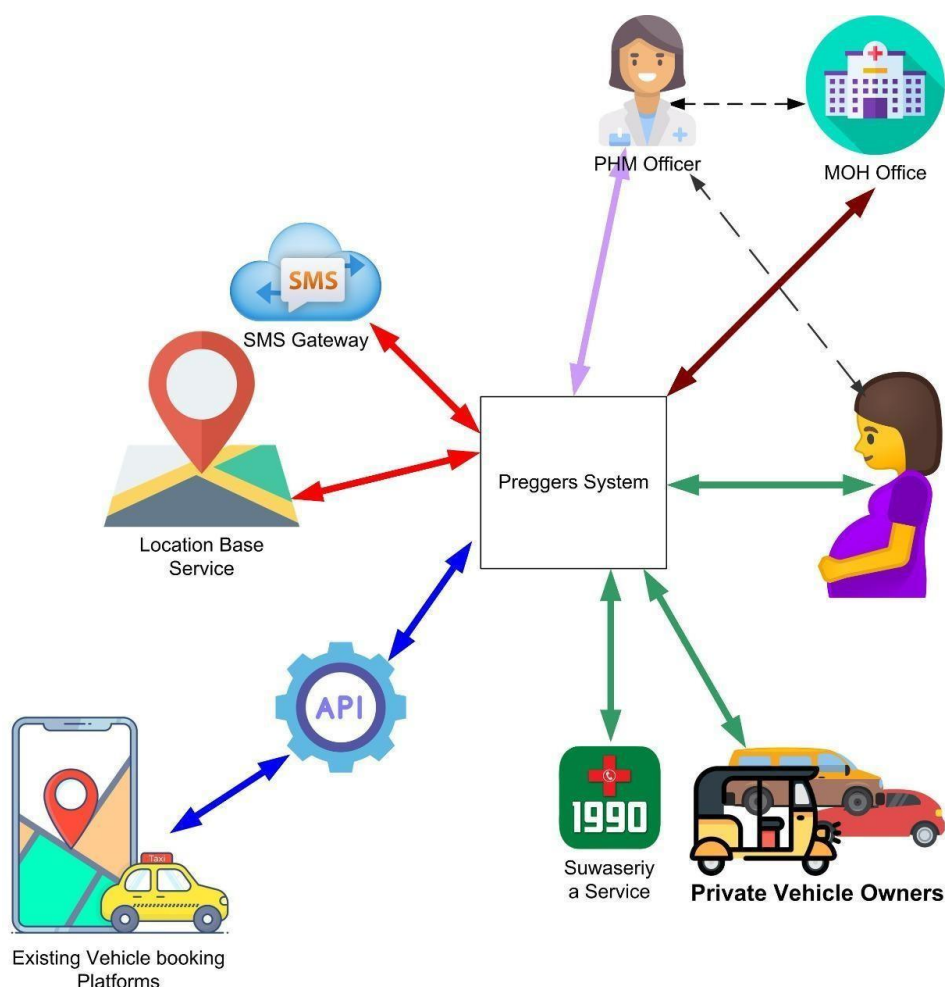 PHM Officer
MOH Office
SMS
SMS Gateway
Preggers System
Location Base
Service
API
1990
Suwaseriy
a Service
Private Vehicle Owners
Taxi
Existing Vehicle booking
Platforms